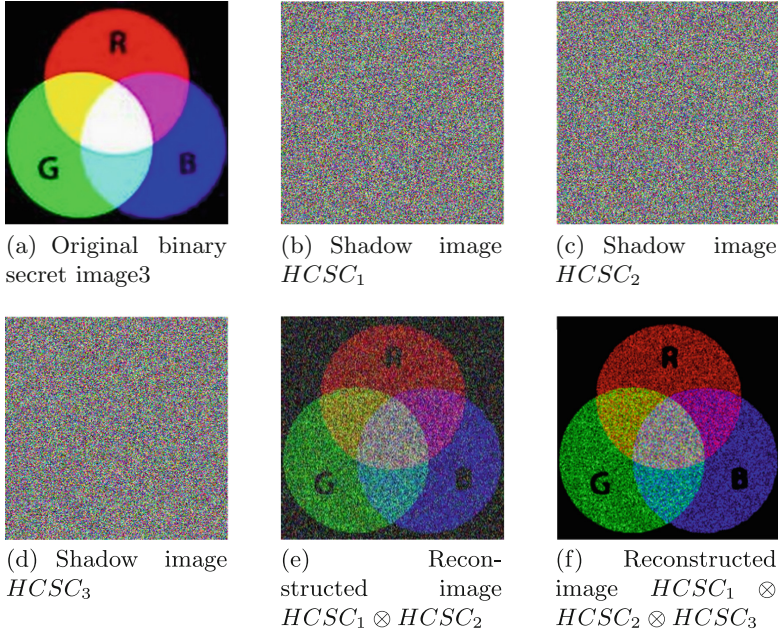 R
G B
(a) Original binary
secret image3
(b) Shadow image
HCSC₁
(c) Shadow image
HCSC₂
R
G B
R
G B
(d) Shadow image
HCSC₃
(e) Recon-
structed image
HCSC₁ ⊗ HCSC₂
(f) Reconstructed
image HCSC₁ ⊗
HCSC₂ ⊗ HCSC₃